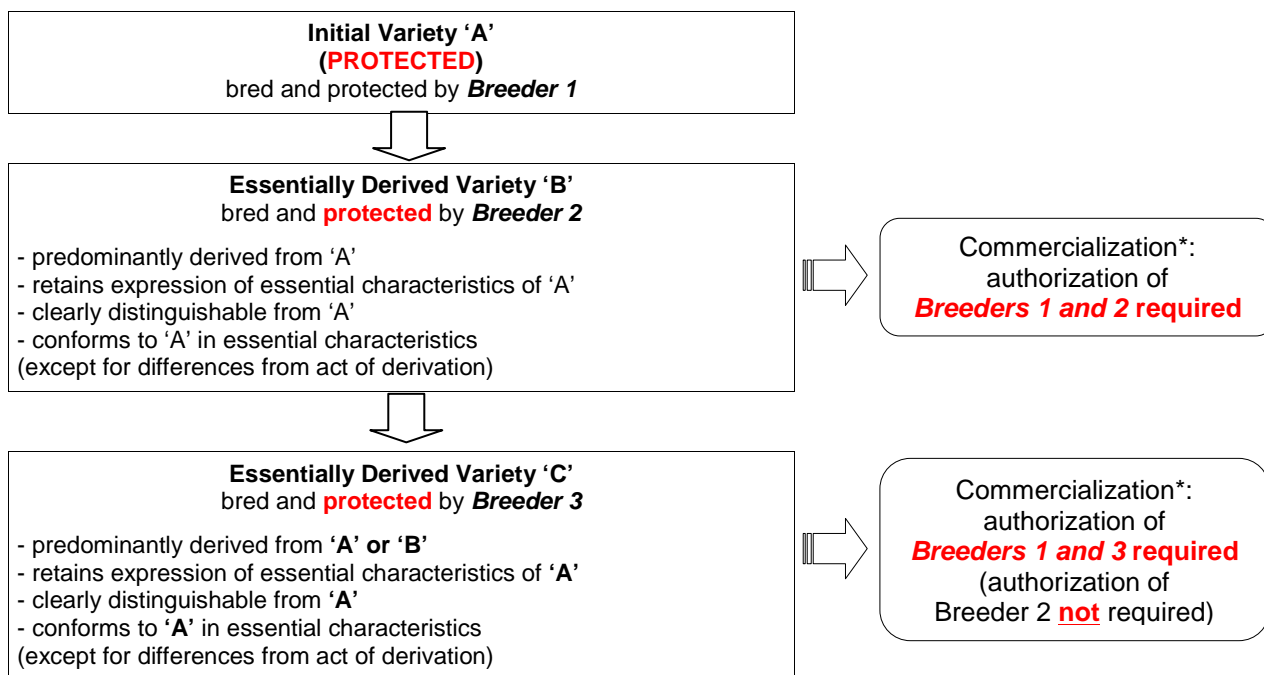 Initial Variety ‘A’
(PROTECTED)
bred and protected by Breeder 1
Essentially Derived Variety ‘B’
bred and protected by Breeder 2
- predominantly derived from ‘A’
- retains expression of essential characteristics of ‘A’
- clearly distinguishable from ‘A’
- conforms to ‘A’ in essential characteristics
(except for differences from act of derivation)
Commercialization*:
authorization of
Breeders 1 and 2 required
Essentially Derived Variety ‘C’
bred and protected by Breeder 3
- predominantly derived from ‘A’ or ‘B’
- retains expression of essential characteristics of ‘A’
- clearly distinguishable from ‘A’
- conforms to ‘A’ in essential characteristics
(except for differences from act of derivation)
Commercialization*:
authorization of
Breeders 1 and 3 required
(authorization of
Breeder 2 not required)